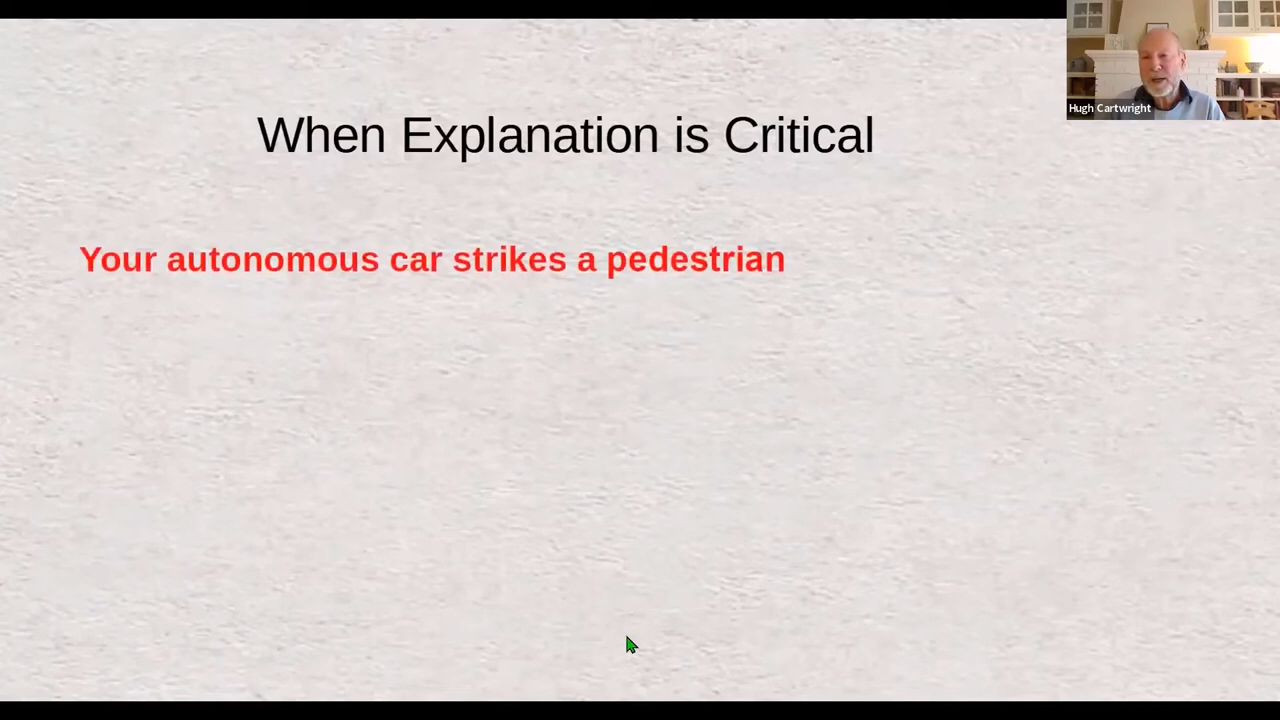 When Explanation is Critical
Hugh Cartwright
Your autonomous car strikes a pedestrian